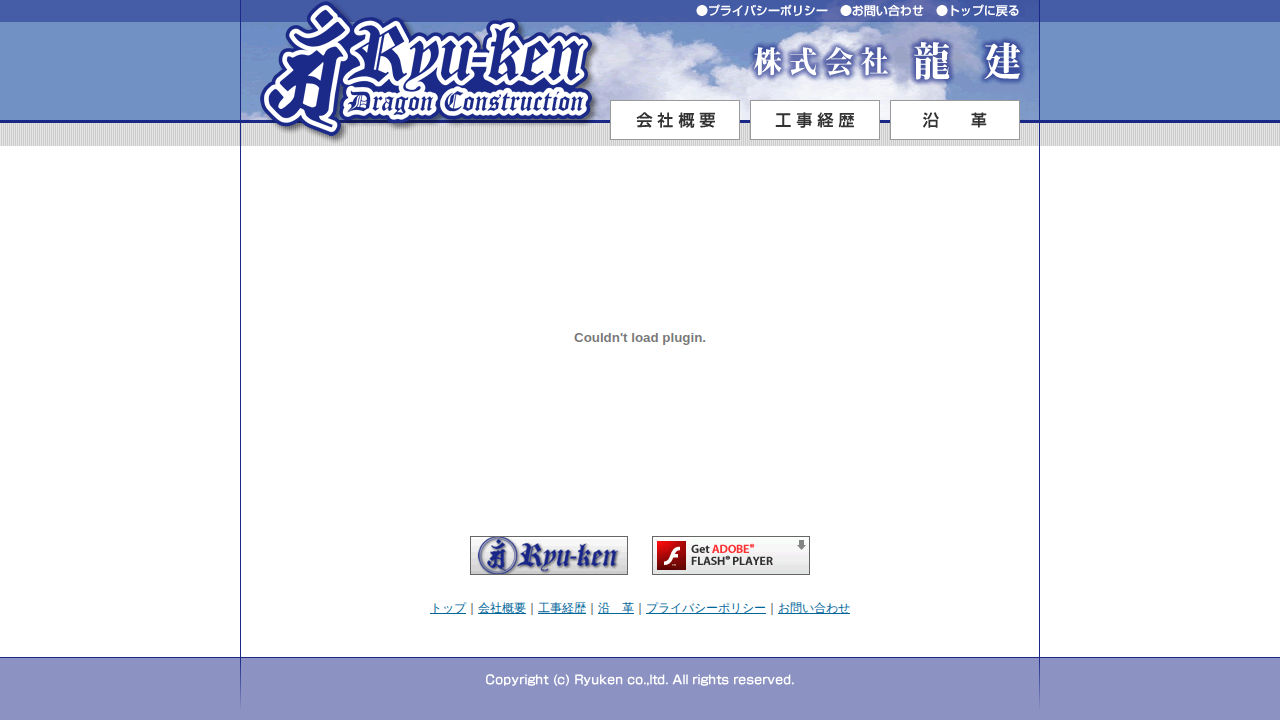 ●プライバシーポリシー ●お問い合わせ ●トップに戻る
Ryu-ken
Dragon Construction
株式会社 龍 建
会社概要 工事経歴 沿 革
Couldn't load plugin.
Ryu-ken
Get ADOBE®
FLASH® PLAYER
トップ｜会社概要｜工事経歴｜沿　革｜プライバシーポリシー｜お問い合わせ
Copyright (c) Ryuken co.,ltd. All rights reserved.